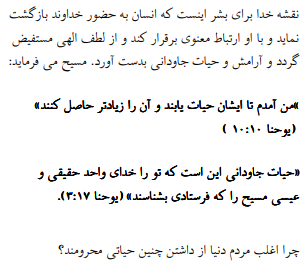 نقشه خدا برای بشر اینست که انسان به حضور خداوند بازگشت
نماید و با او ارتباط معنوی برقرار کند و از لطف الهی مستفیض
گردد و آرامش و حیات جاودانی بدست آورد. مسیح می فرماید:
«من آمدم تا ایشان حیات یابند و آن را زیادتر حاصل کنند»
(یوحنا ۱۰:۱۰ )
«حیات جاودانی این است که تو را خدای واحد حقیقی و
عیسی مسیح را که فرستادی بشناسند» (یوحنا ۳:۱۷).
چرا اغلب مردم دنیا از داشتن چنین حیاتی محرومند؟